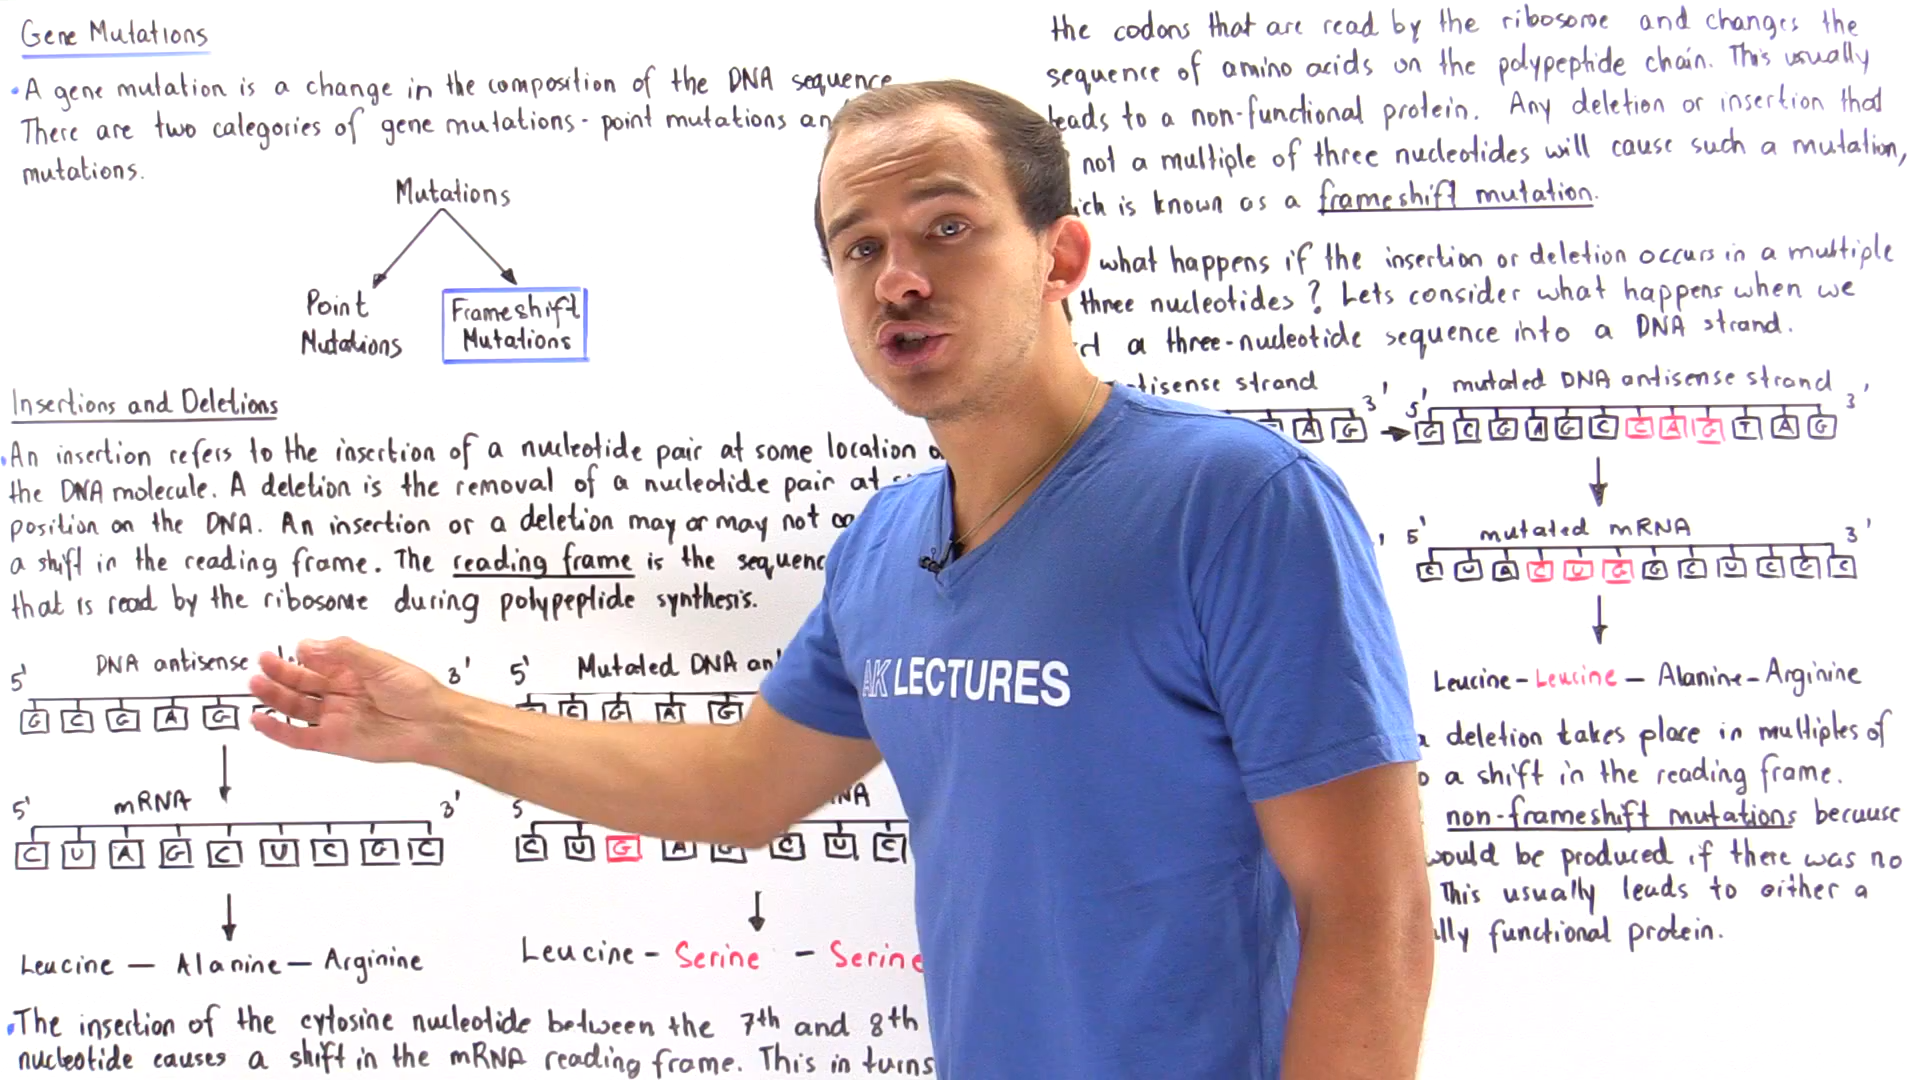 Gene Mutations
• A gene mutation is a change in the composition of the DNA sequence
There are two categories of gene mutations - point mutations an
mutations.
Mutations
Point
Mutations
Frameshift
Mutations
Insertions and Deletions
• An insertion refers to the insertion of a nucleotide pair at some location
the DNA molecule. A deletion is the removal of a nucleotide pair at
position on the DNA. An insertion or a deletion may or may not
a shift in the reading frame. The reading frame is the sequenc
that is read by the ribosome during polypeptide synthesis.
5' DNA antisense 3'
G C G A G
5' mRNA 3'
C U A G C U C G C
Leucine – Alanine – Arginine
5' Mutated DNA an
C G A G
5
C U G A G C U C
Leucine - Serine - Serine
• The insertion of the cytosine nucleotide between the 7th and 8th
nucleotide causes a shift in the mRNA reading frame. This in turns
AK LECTURES
the codons that are read by the ribosome and changes the
sequence of amino acids on the polypeptide chain. This usually
leads to a non-functional protein. Any deletion or insertion that
not a multiple of three nucleotides will cause such a mutation,
ich is known as a frameshift mutation.
what happens if the insertion or deletion occurs in a multiple
three nucleotides? Lets consider what happens when we
d a three-nucleotide sequence into a DNA strand.
tisense strand 3'
A G
5' mutated DNA antisense strand 3'
G C G A G C C A G T A G
5' mutated mRNA 3'
C U A C U G G C U C G C
Leucine - Leucine - Alanine - Arginine
deletion takes place in multiples of
a shift in the reading frame.
non-frameshift mutations because
would be produced if there was no
This usually leads to either a
lly functional protein.